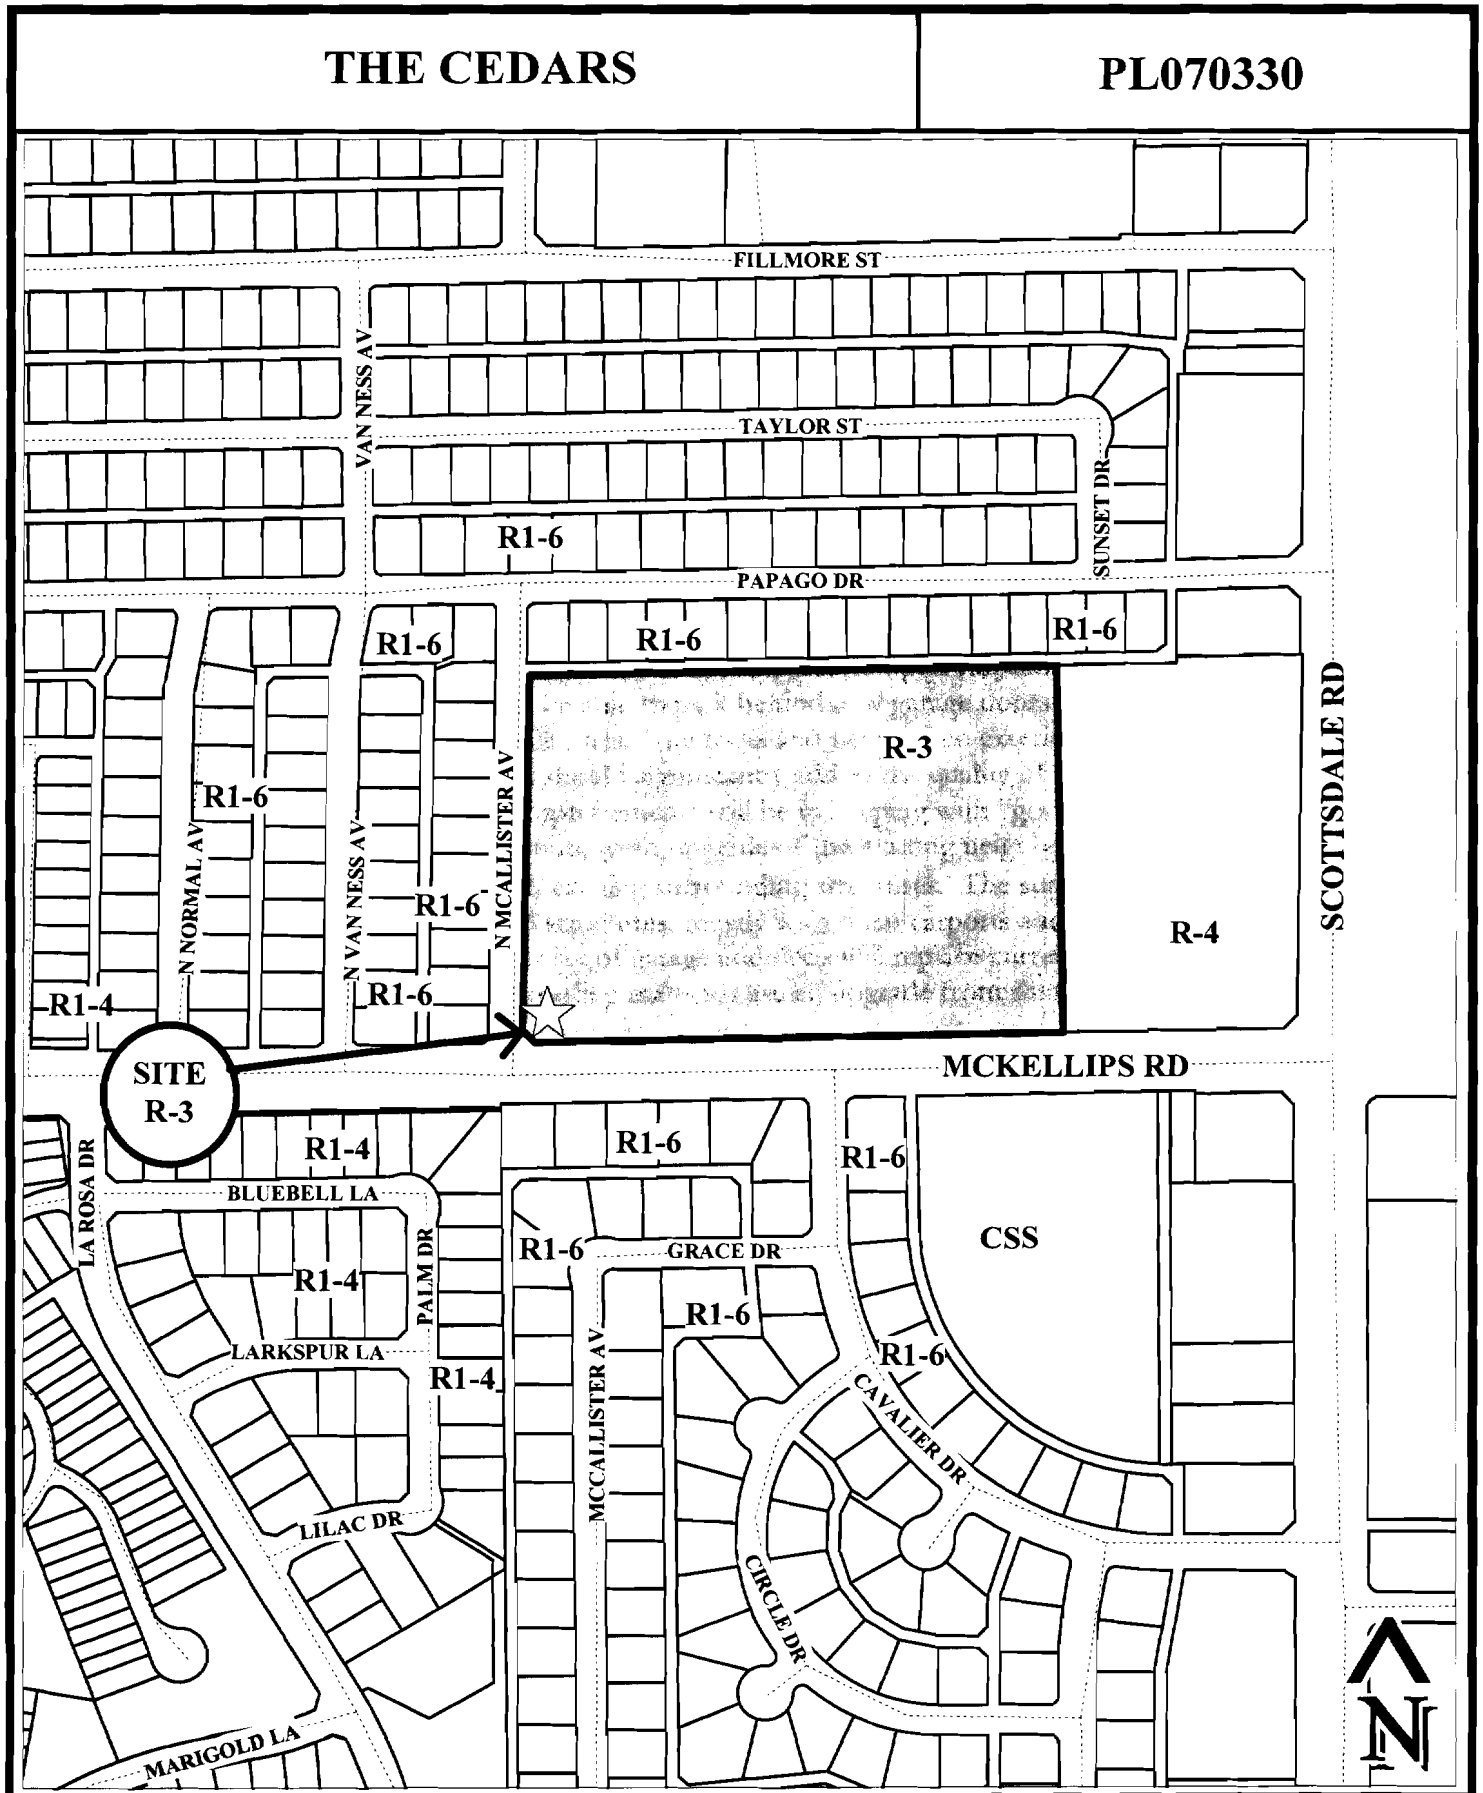 THE CEDARS
PL070330
FILLMORE ST
VAN NESS AV
TAYLOR ST
SUNSET DR
R1-6
PAPAGO DR
R1-6
R1-6
R1-6
SCOTTSDALE RD
R-3
N MCALLISTER AV
R1-6
N NORMAL AV
N VAN NESS AV
R1-6
R-4
R1-6
R1-4
SITE
R-3
MCKELLIPS RD
R1-4
R1-6
R1-6
LA ROSA DR
BLUEBELL LA
PALM DR
R1-6
GRACE DR
CSS
R1-4
R1-6
LARKSPUR LA
R1-4
MCCALLISTER AV
R1-6
CAVALIER DR
LILAC DR
CIRCLE DR
MARIGOLD LA
N